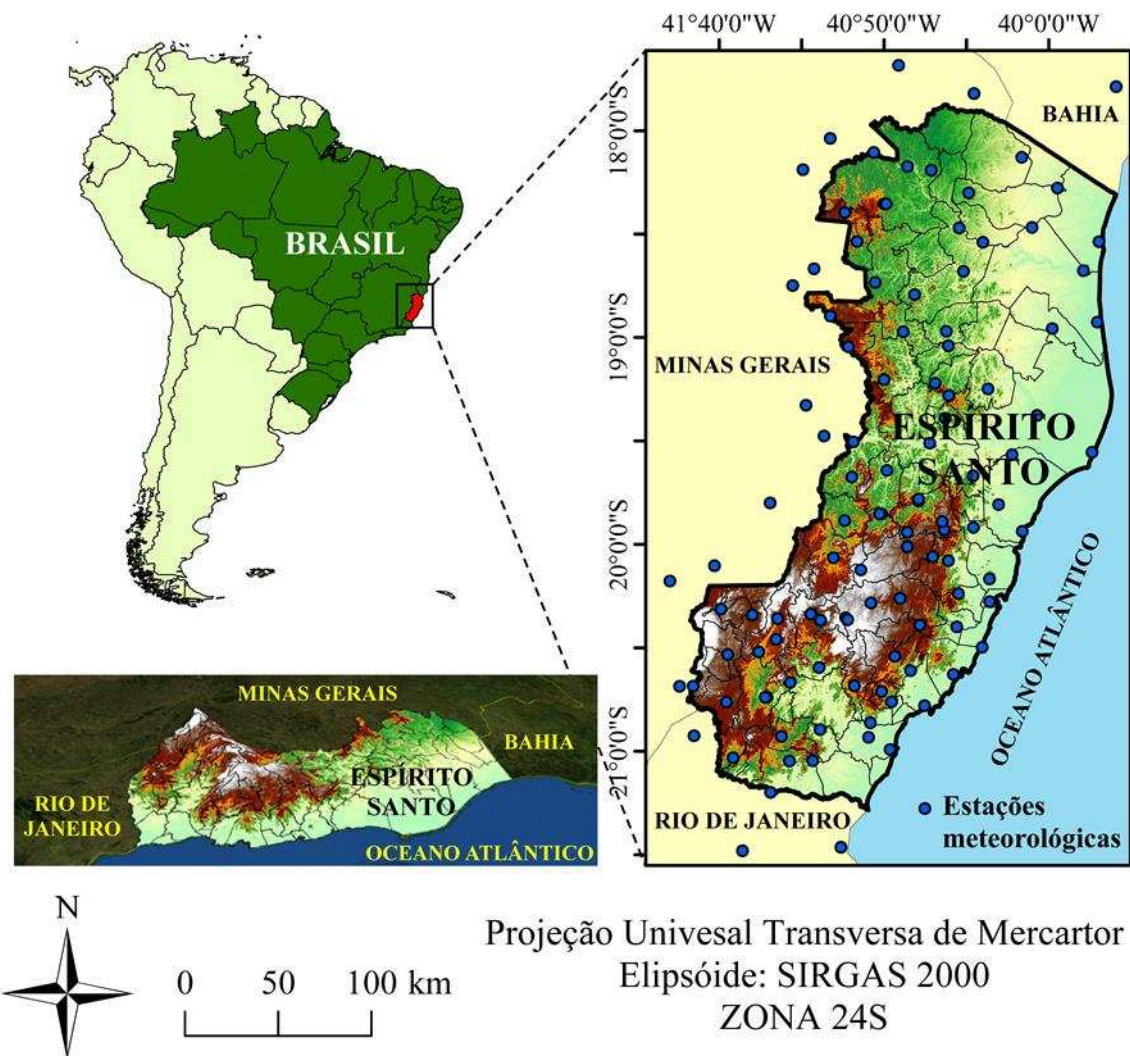 41°40'0"W 40°50'0"W 40°0'0"W
BRASIL
BAHIA
18°0'0"S
MINAS GERAIS
19°0'0"S
ESPÍRITO
SANTO
20°0'0"S
OCEANO ATLÂNTICO
21°0'0"S
RIO DE JANEIRO
Estações
meteorológicas
MINAS GERAIS
BAHIA
ESPÍRITO
SANTO
RIO DE
JANEIRO
OCEANO ATLÂNTICO
N
0 50 100 km
Projeção Univesal Transversa de Mercartor
Elipsóide: SIRGAS 2000
ZONA 24S